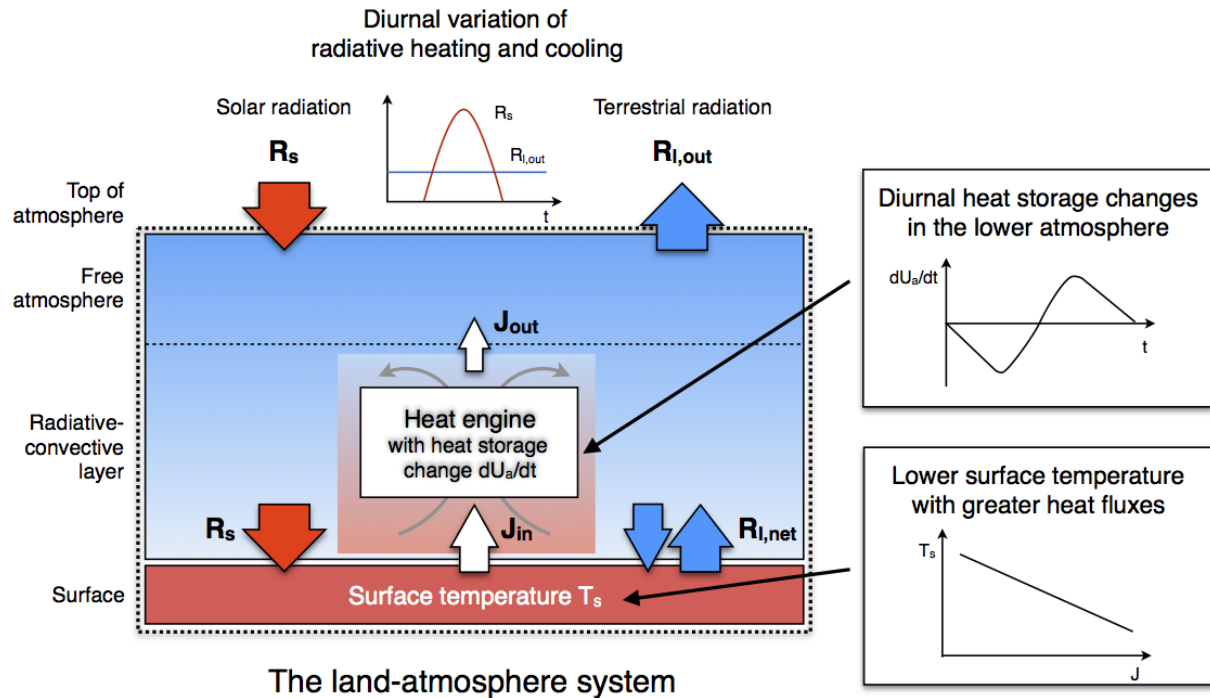 Diurnal variation of
radiative heating and cooling
Solar radiation
Rs
Rs
Rl,out
t
Terrestrial radiation
Rl,out
Top of
atmosphere
Free
atmosphere
Radiative-
convective
layer
Surface
Jout
Heat engine
with heat storage
change dUa/dt
Rs
Jin
Rl,net
Surface temperature Ts
The land-atmosphere system
Diurnal heat storage changes
in the lower atmosphere
dUa/dt
t
Lower surface temperature
with greater heat fluxes
Ts
J